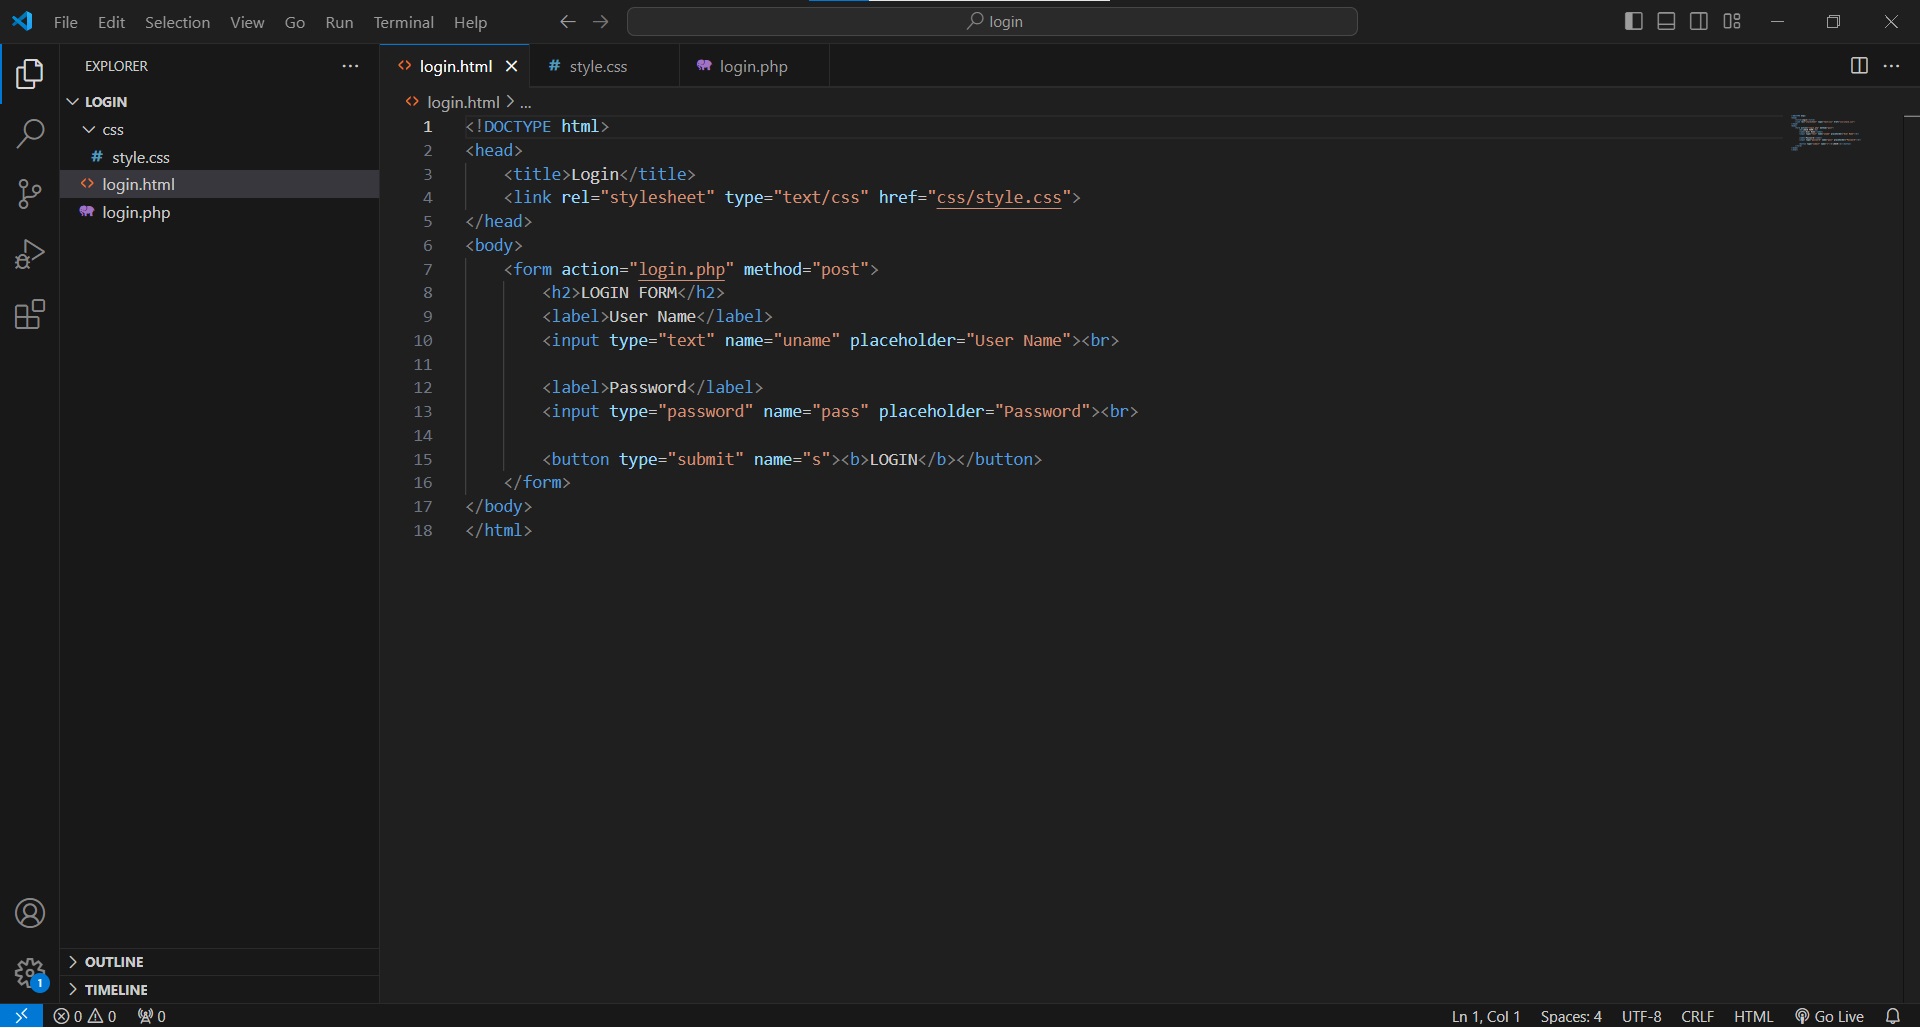 File Edit Selection View Go Run Terminal Help login
EXPLORER
LOGIN
css
# style.css
<> login.html
login.php
OUTLINE
TIMELINE
<> login.html # style.css login.php
<> login.html > ...
1 <!DOCTYPE html>
2 <head>
3 <title>Login</title>
4 <link rel="stylesheet" type="text/css" href="css/style.css">
5 </head>
6 <body>
7 <form action="login.php" method="post">
8 <h2>LOGIN FORM</h2>
9 <label>User Name</label>
10 <input type="text" name="uname" placeholder="User Name"><br>
11
12 <label>Password</label>
13 <input type="password" name="pass" placeholder="Password"><br>
14
15 <button type="submit" name="s"><b>LOGIN</b></button>
16 </form>
17 </body>
18 </html>
1
0 0 0 Ln 1, Col 1 Spaces: 4 UTF-8 CRLF HTML Go Live